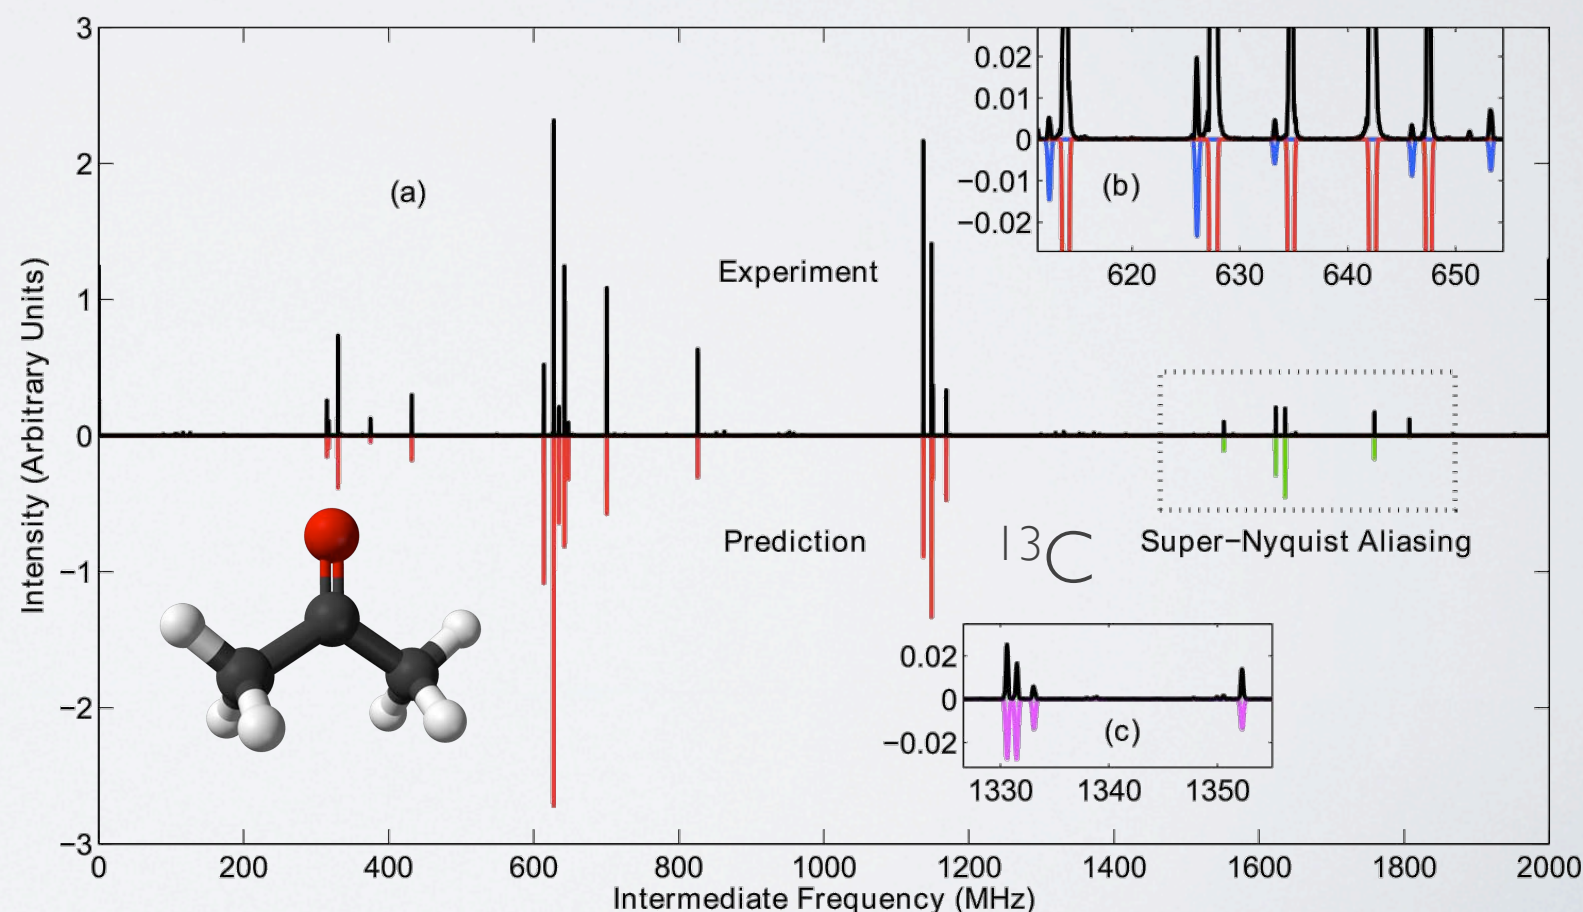 3
2
1
0
−1
−2
−3
Intensity (Arbitrary Units)
(a)
Experiment
Prediction
0.02
0.01
0
−0.01
−0.02
(b)
620 630 640 650
13C
Super−Nyquist Aliasing
0.02
0
−0.02
(c)
1330 1340 1350
0 200 400 600 800 1000 1200 1400 1600 1800 2000
Intermediate Frequency (MHz)